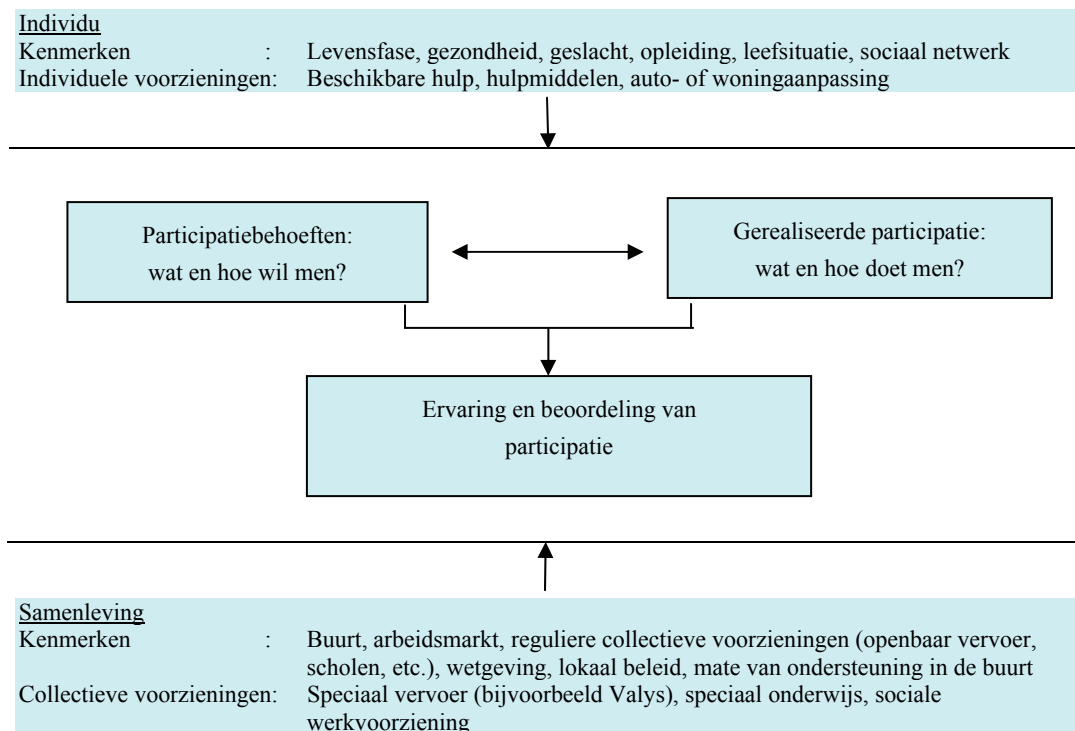 Individu
Kenmerken : Levensfase, gezondheid, geslacht, opleiding, leefsituatie, sociaal netwerk
Individuele voorzieningen: Beschikbare hulp, hulpmiddelen, auto- of woningaanpassing
Participatiebehoeften:
wat en hoe wil men?
Gerealiseerde participatie:
wat en hoe doet men?
Ervaring en beoordeling van
participatie
Samenleving
Kenmerken : Buurt, arbeidsmarkt, reguliere collectieve voorzieningen (openbaar vervoer,
scholen, etc.), wetgeving, lokaal beleid, mate van ondersteuning in de buurt
Collectieve voorzieningen: Speciaal vervoer (bijvoorbeeld Valys), speciaal onderwijs, sociale
werkvoorziening